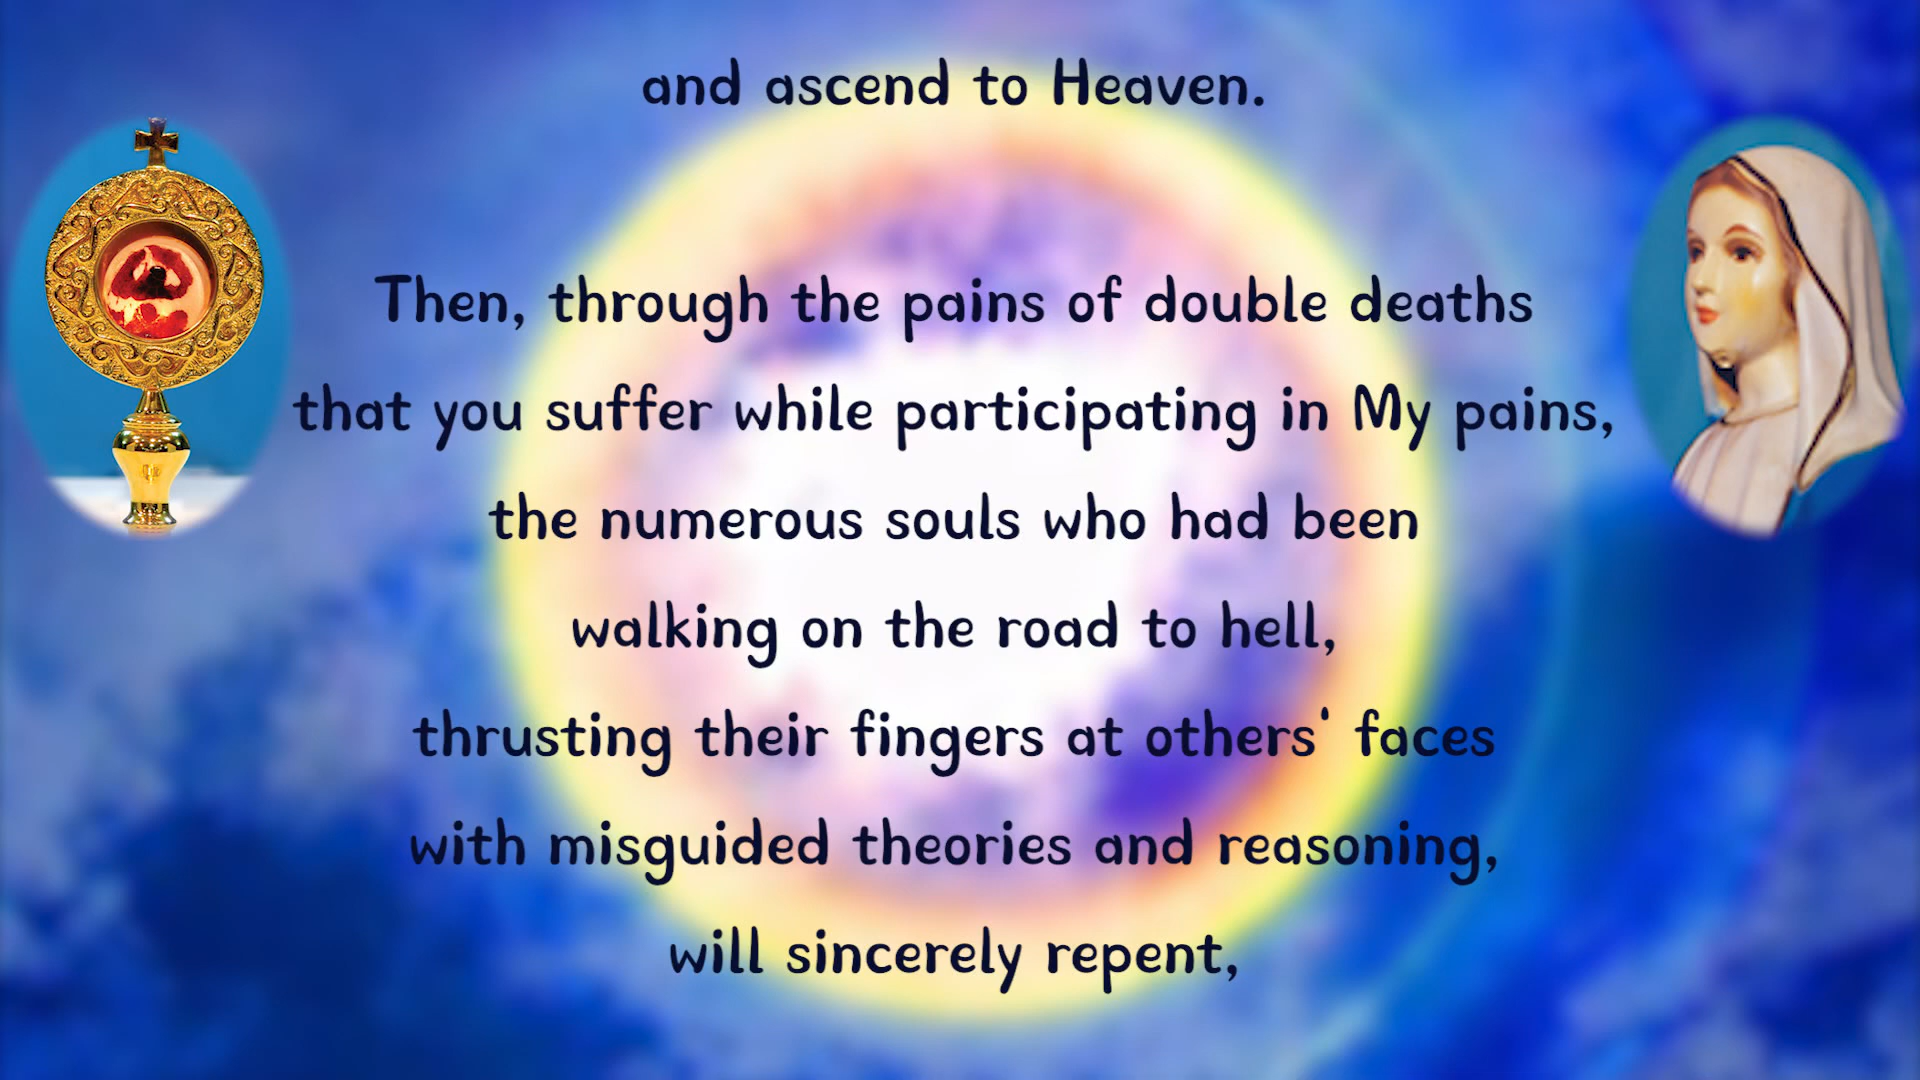 and ascend to Heaven.
Then, through the pains of double deaths
that you suffer while participating in My pains,
the numerous souls who had been
walking on the road to hell,
thrusting their fingers at others' faces
with misguided theories and reasoning,
will sincerely repent,